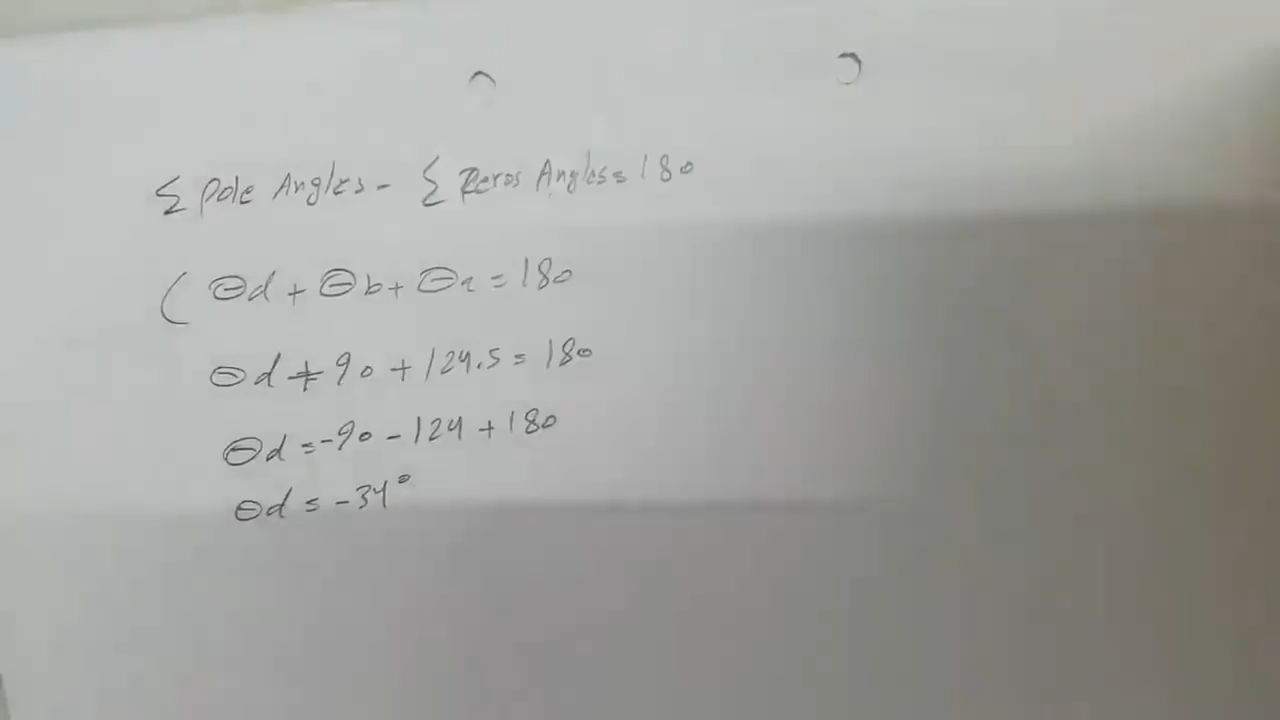 Σ Pole Angles - Σ Zeros Angles = 180
( θd + θb + θa = 180
θd + 90 + 124.5 = 180
θd = -90 - 124 + 180
θd = -34°